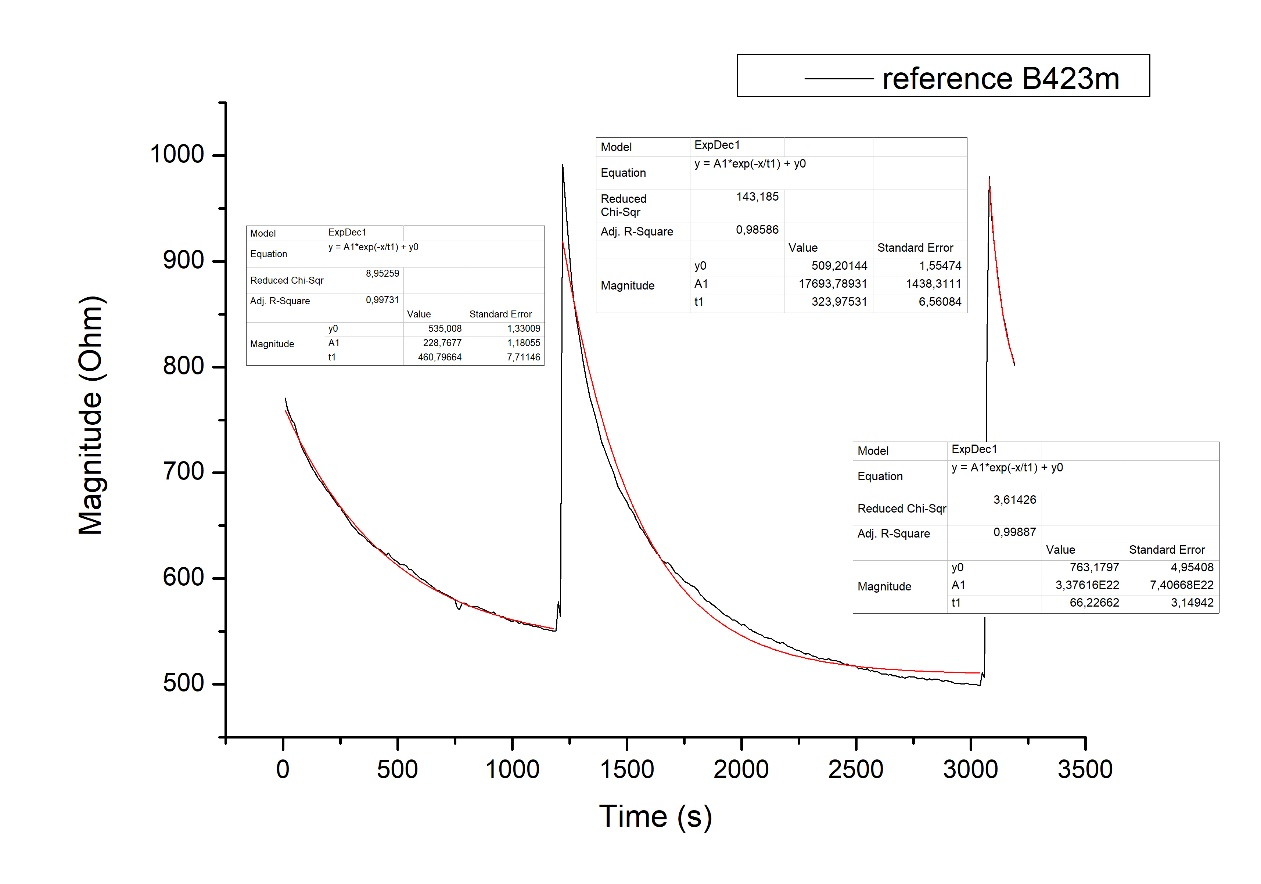 reference B423m
Magnitude (Ohm)
1000
900
800
700
600
500
0 500 1000 1500 2000 2500 3000 3500
Time (s)
Model ExpDec1
Equation y = A1*exp(-x/t1) + y0
Reduced Chi-Sqr 8,95259
Adj. R-Square 0,99731
Value Standard Error
Magnitude y0 535,008 1,33009
A1 228,7677 1,18055
t1 460,79664 7,71146
Model ExpDec1
Equation y = A1*exp(-x/t1) + y0
Reduced
Chi-Sqr 143,185
Adj. R-Square 0,98586
Value Standard Error
Magnitude y0 509,20144 1,55474
A1 17693,78931 1438,3111
t1 323,97531 6,56084
Model ExpDec1
Equation y = A1*exp(-x/t1) + y0
Reduced Chi-Sqr 3,61426
Adj. R-Square 0,99887
Value Standard Error
Magnitude y0 763,1797 4,95408
A1 3,37616E22 7,40668E22
t1 66,22662 3,14942